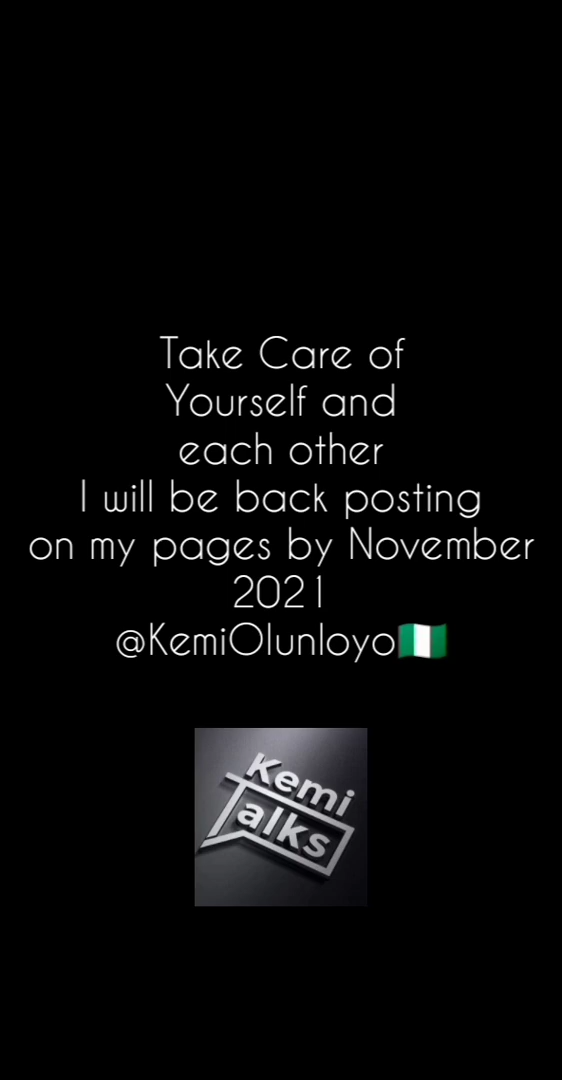 Take Care of
Yourself and
each other
I will be back posting
on my pages by November
2021
@KemiOlunloyo🇳🇬
Kemi
Talks